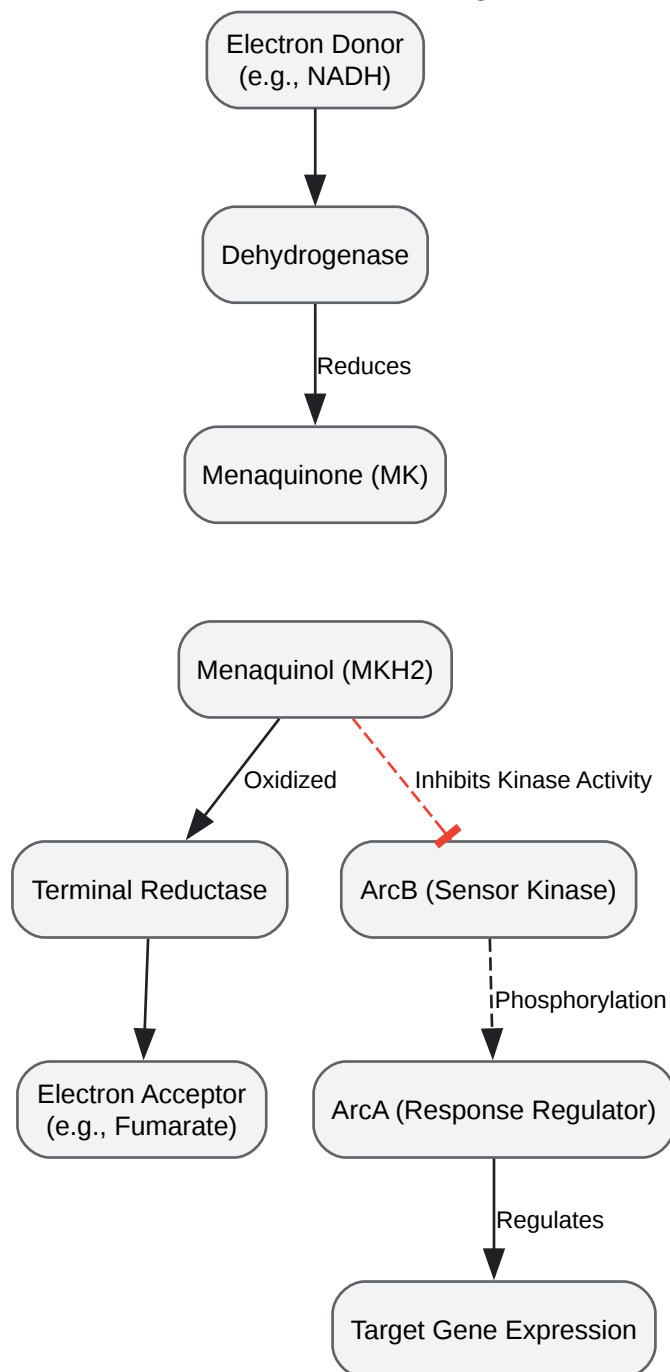 Electron Donor
(e.g., NADH)
Dehydrogenase
Reduces
Menaquinone (MK)
Menaquinol (MKH2)
Oxidized
Inhibits Kinase Activity
Terminal Reductase
ArcB (Sensor Kinase)
Phosphorylation
Electron Acceptor
(e.g., Fumarate)
ArcA (Response Regulator)
Regulates
Target Gene Expression